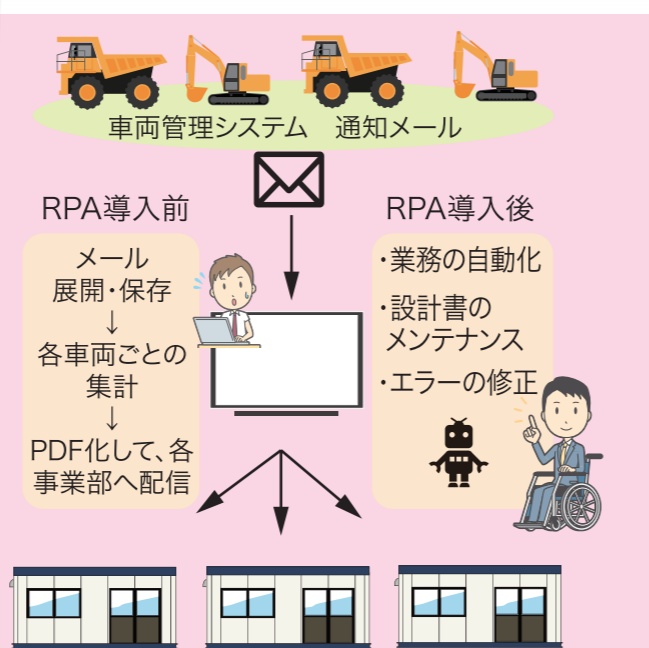 車両管理システム　通知メール
RPA導入前
メール
展開・保存
↓
各車両ごとの
集計
↓
PDF化して、各
事業部へ配信
RPA導入後
・業務の自動化
・設計書の
メンテナンス
・エラーの修正